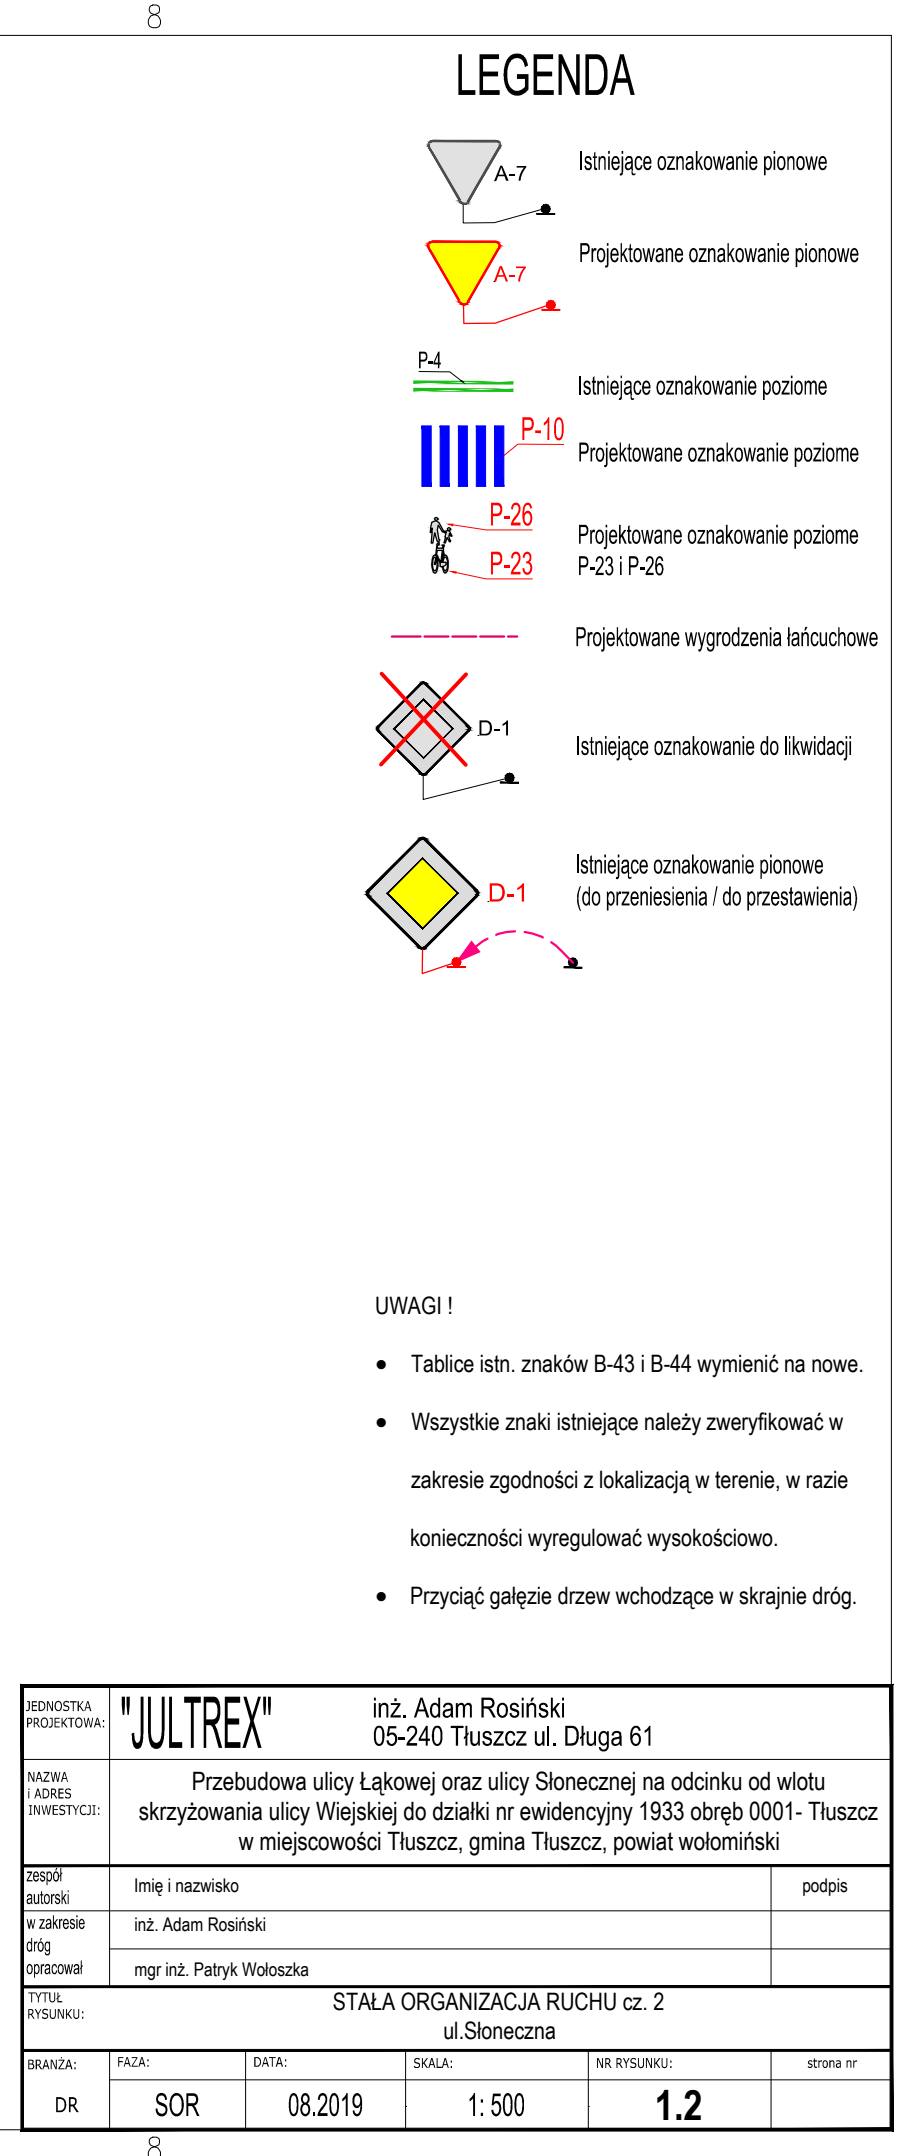 8
LEGENDA
A-7
Istniejące oznakowanie pionowe
A-7
Projektowane oznakowanie pionowe
P-4
Istniejące oznakowanie poziome
P-10
Projektowane oznakowanie poziome
P-26
P-23
Projektowane oznakowanie poziome
P-23 i P-26
Projektowane wygrodzenia łańcuchowe
D-1
Istniejące oznakowanie do likwidacji
D-1
Istniejące oznakowanie pionowe
(do przeniesienia / do przestawienia)
UWAGI !
• Tablice istn. znaków B-43 i B-44 wymienić na nowe.
• Wszystkie znaki istniejące należy zweryfikować w
zakresie zgodności z lokalizacją w terenie, w razie
konieczności wyregulować wysokościowo.
• Przyciąć gałęzie drzew wchodzące w skrajnie dróg.
JEDNOSTKA
PROJEKTOWA:
"JULTREX"
inż. Adam Rosiński
05-240 Tłuszcz ul. Długa 61
NAZWA
i ADRES
INWESTYCJI:
Przebudowa ulicy Łąkowej oraz ulicy Słonecznej na odcinku od wlotu
skrzyżowania ulicy Wiejskiej do działki nr ewidencyjny 1933 obręb 0001- Tłuszcz
w miejscowości Tłuszcz, gmina Tłuszcz, powiat wołomiński
zespół
autorski
Imię i nazwisko
podpis
w zakresie
dróg
opracował
inż. Adam Rosiński
mgr inż. Patryk Wołoszka
TYTUŁ
RYSUNKU:
STAŁA ORGANIZACJA RUCHU cz. 2
ul.Słoneczna
BRANŻA:
DR
FAZA:
SOR
DATA:
08.2019
SKALA:
1: 500
NR RYSUNKU:
1.2
strona nr
8